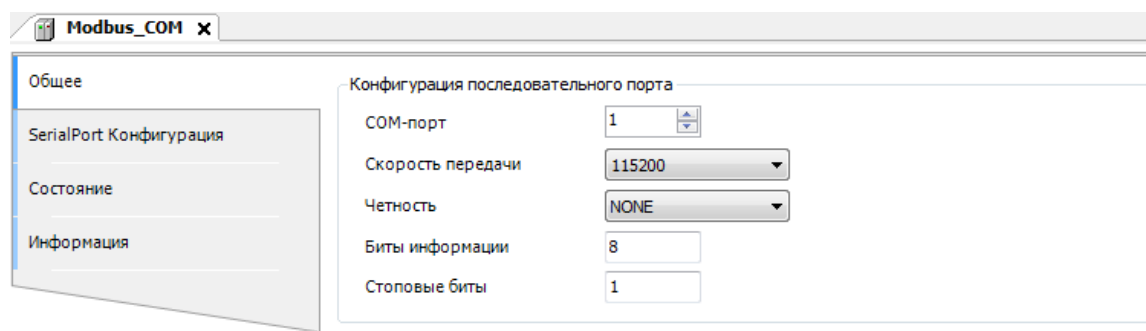 Modbus_COM x
Общее
SerialPort Конфигурация
Состояние
Информация
Конфигурация последовательного порта
COM-порт 1
Скорость передачи 115200
Четность NONE
Биты информации 8
Стоповые биты 1